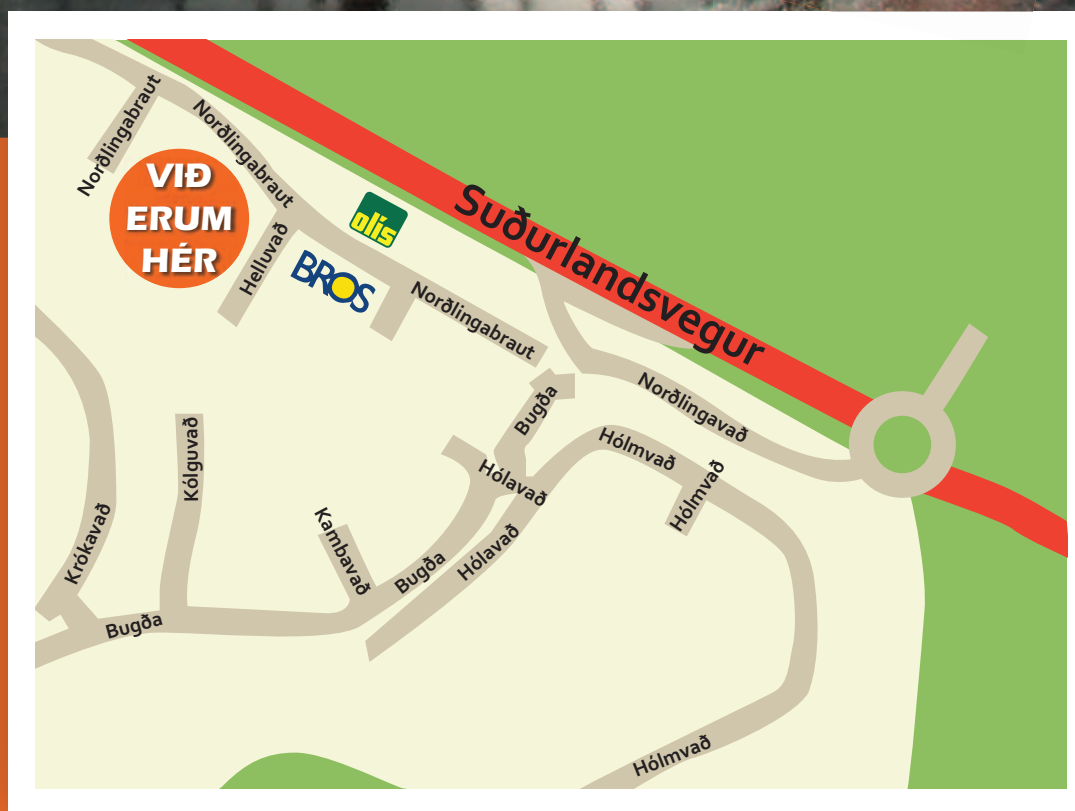 Norðlingabraut
Norðlingabraut
VIÐ
ERUM
HÉR
Helluvað
olís
BROS
Suðurlandsvegur
Norðlingabraut
Norðlingavað
Bugða
Hólmvað
Hólavað
Hólmvað
Kólguvað
Krókavað
Kambavað
Bugða
Hólavað
Bugða
Hólmvað